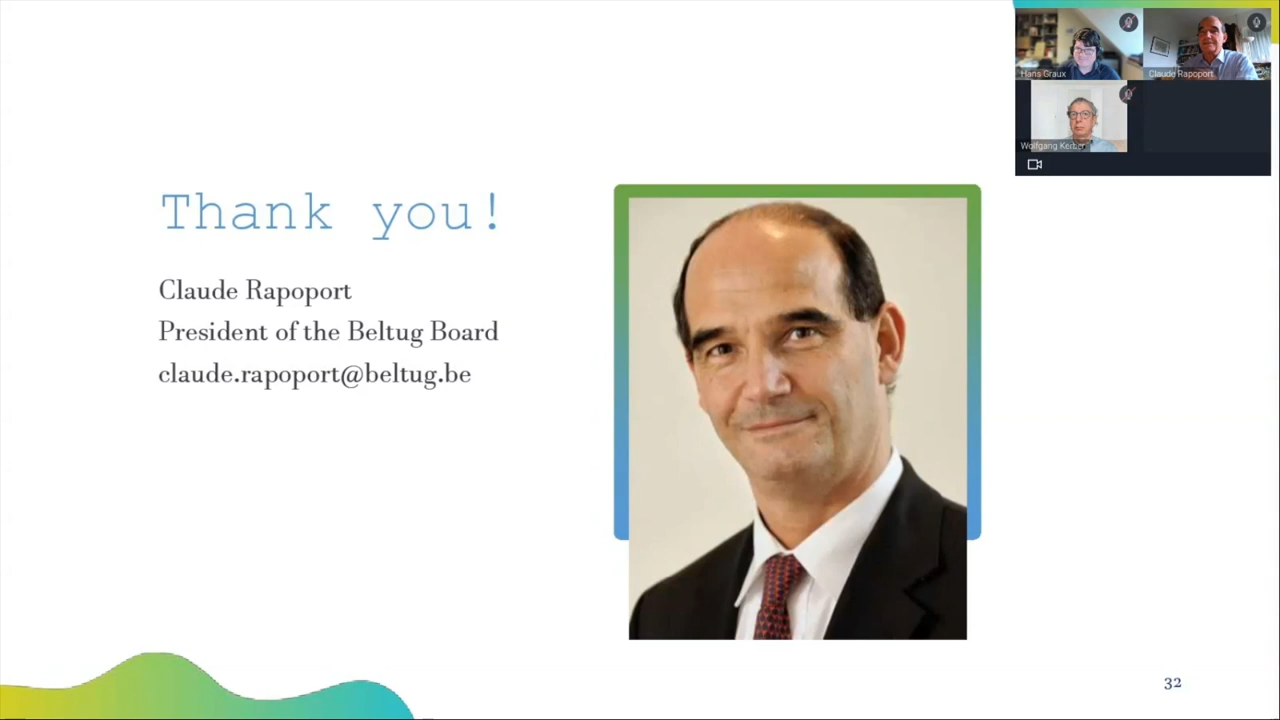 Hans Graux
Claude Rapoport
Wolfgang Kerber
Thank you!
Claude Rapoport
President of the Beltug Board
claude.rapoport@beltug.be
32